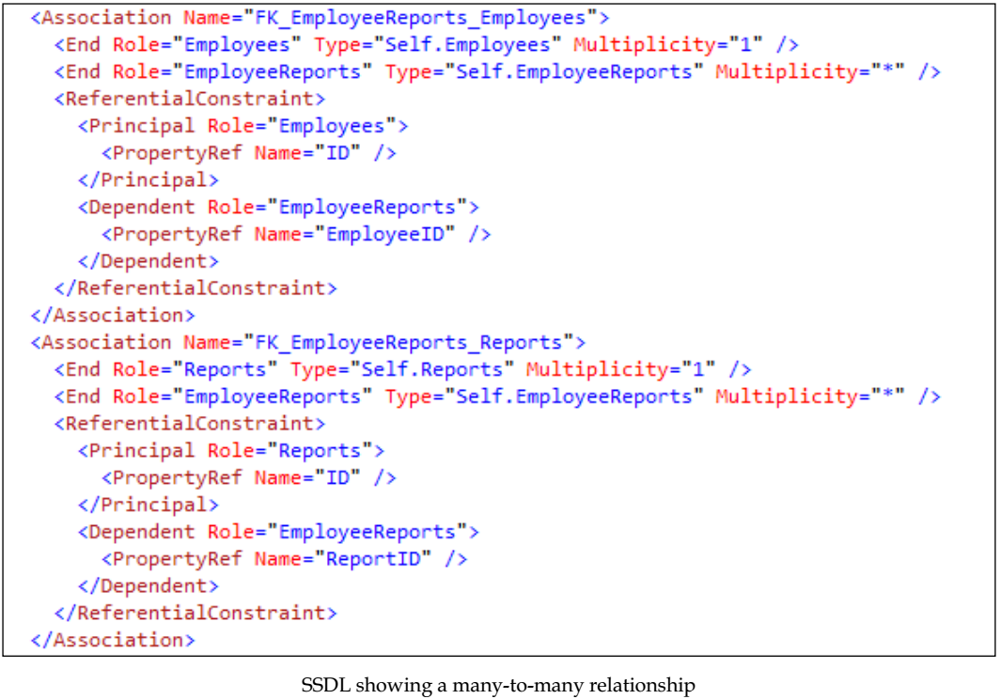 <Association Name="FK_EmployeeReports_Employees">
  <End Role="Employees" Type="Self.Employees" Multiplicity="1" />
  <End Role="EmployeeReports" Type="Self.EmployeeReports" Multiplicity="*" />
  <ReferentialConstraint>
    <Principal Role="Employees">
      <PropertyRef Name="ID" />
    </Principal>
    <Dependent Role="EmployeeReports">
      <PropertyRef Name="EmployeeID" />
    </Dependent>
  </ReferentialConstraint>
</Association>
<Association Name="FK_EmployeeReports_Reports">
  <End Role="Reports" Type="Self.Reports" Multiplicity="1" />
  <End Role="EmployeeReports" Type="Self.EmployeeReports" Multiplicity="*" />
  <ReferentialConstraint>
    <Principal Role="Reports">
      <PropertyRef Name="ID" />
    </Principal>
    <Dependent Role="EmployeeReports">
      <PropertyRef Name="ReportID" />
    </Dependent>
  </ReferentialConstraint>
</Association>
SSDL showing a many-to-many relationship